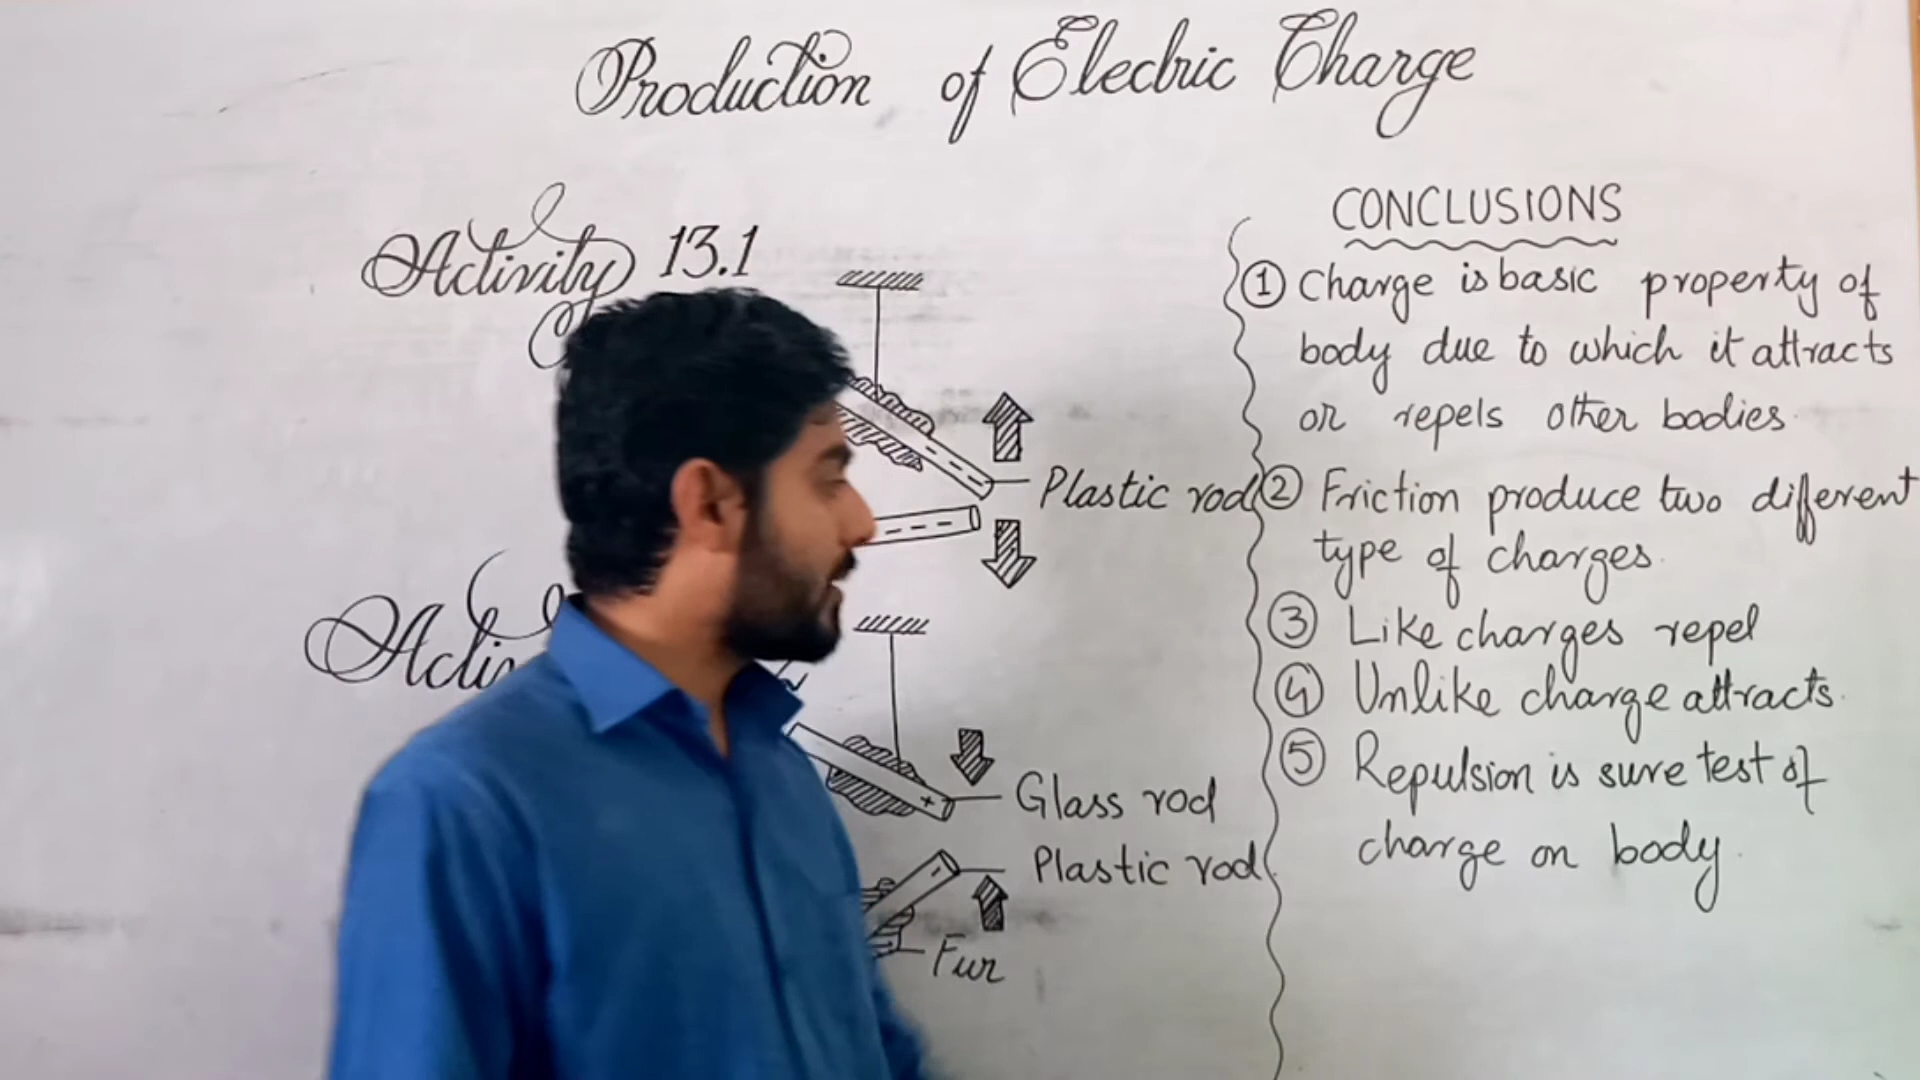 Production of Electric Charge
Activity 13.1
Plastic rod
Glass rod
Plastic rod
Fur
CONCLUSIONS
① Charge is basic property of
body due to which it attracts
or repels other bodies.
② Friction produce two different
type of charges.
③ Like charges repel
④ Unlike charge attracts.
⑤ Repulsion is sure test of
charge on body.